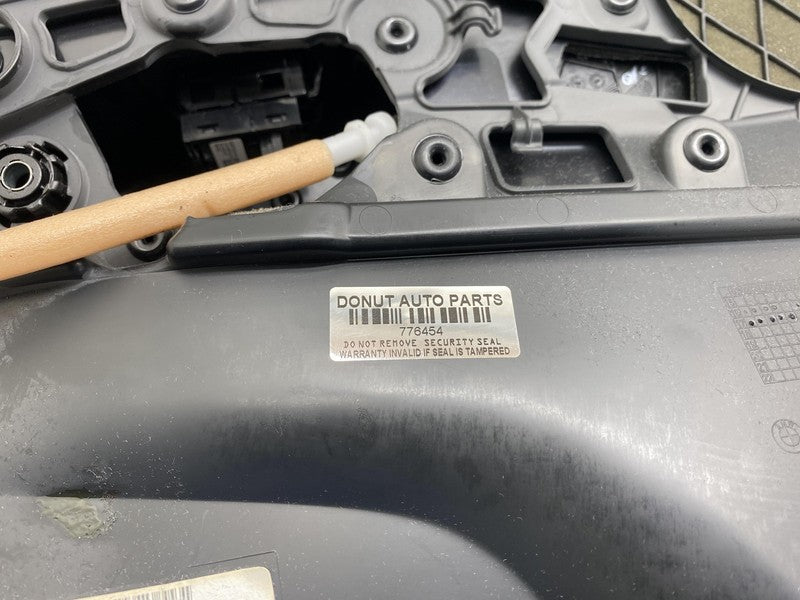 DONUT AUTO PARTS
776454
DO NOT REMOVE SECURITY SEAL
WARRANTY INVALID IF SEAL IS TAMPERED